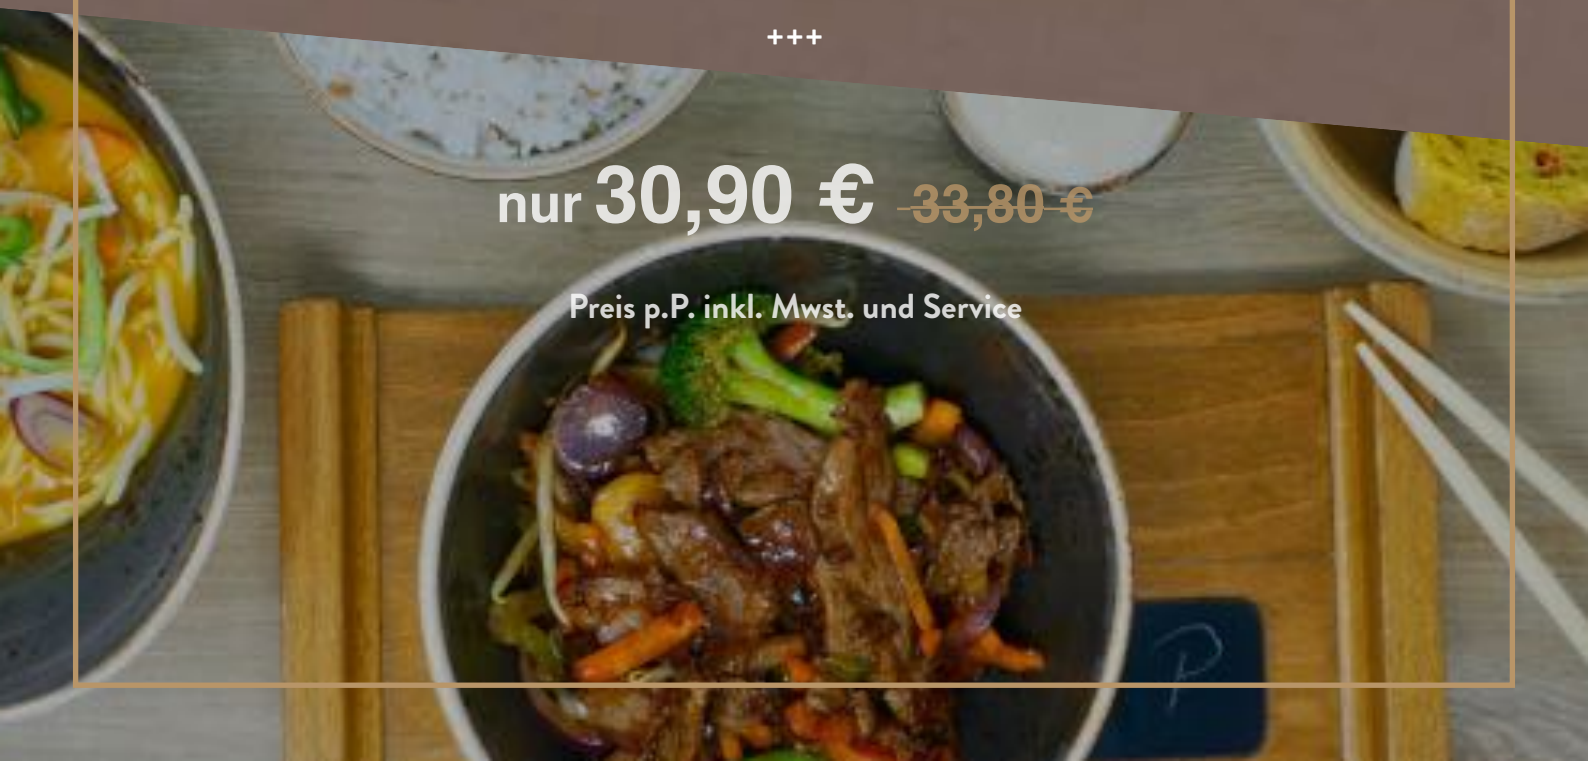 +++
nur 30,90 € 33,80 €
Preis p.P. inkl. Mwst. und Service
P